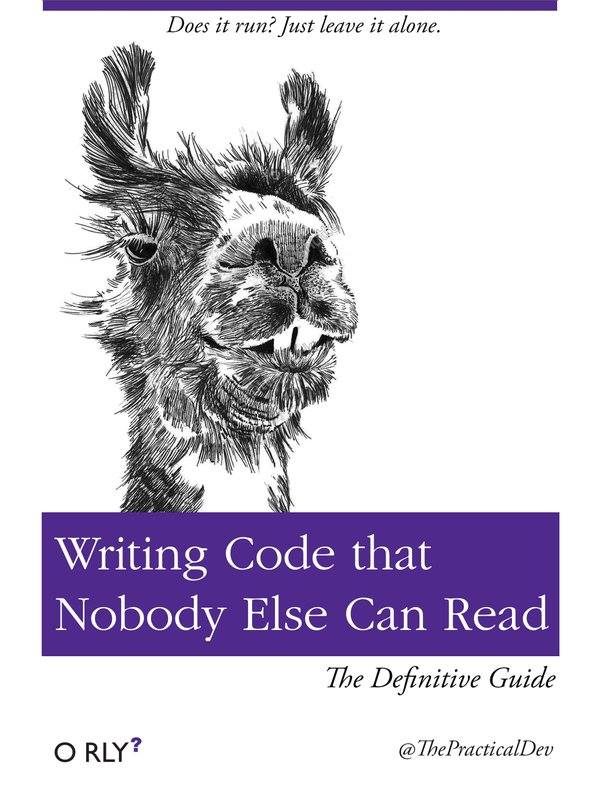 Does it run? Just leave it alone.
Writing Code that
Nobody Else Can Read
The Definitive Guide
O RLY?
@ThePracticalDev